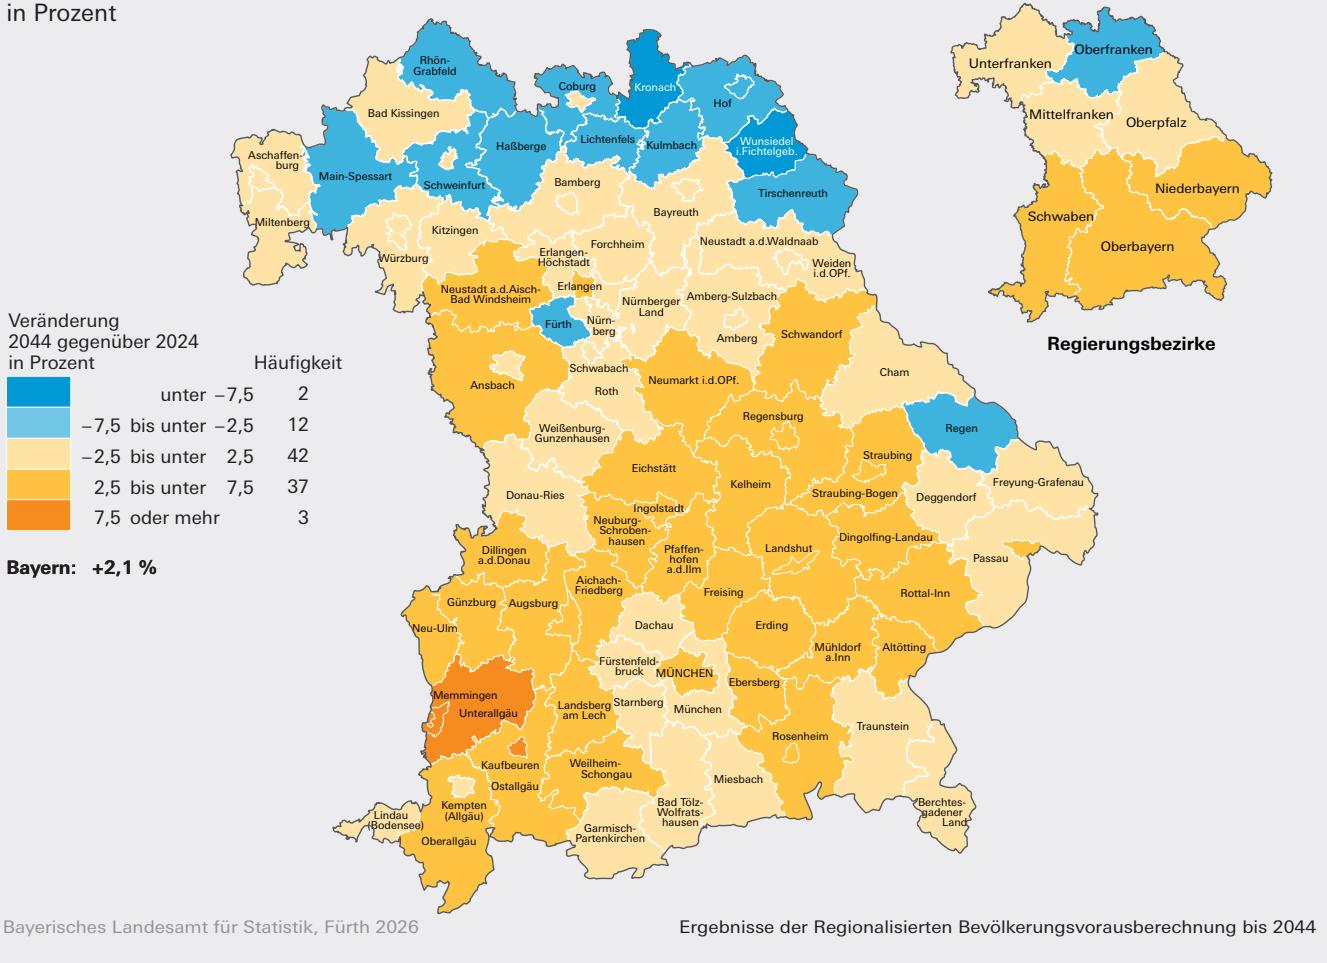 in Prozent
Rhön-
Grabfeld
Coburg
Kronach
Hof
Bad Kissingen
Lichtenfels
Kulmbach
Wunsiedel
i.Fichtelgeb.
Haßberge
Aschaffen-
burg
Main-Spessart
Schweinfurt
Bamberg
Tirschenreuth
Bayreuth
Miltenberg
Kitzingen
Würzburg
Forchheim
Neustadt a.d.Waldnaab
Erlangen-
Höchstadt
Weiden
i.d.OPf.
Neustadt a.d.Aisch-
Bad Windsheim
Erlangen
Nürnberger
Land
Amberg-Sulzbach
Fürth
Nürn-
berg
Amberg
Schwandorf
Ansbach
Schwabach
Roth
Neumarkt i.d.OPf.
Cham
Weißenburg-
Gunzenhausen
Regensburg
Regen
Eichstätt
Straubing
Kelheim
Donau-Ries
Straubing-Bogen
Deggendorf
Freyung-Grafenau
Ingolstadt
Neuburg-
Schroben-
hausen
Pfaffen-
hofen
a.d.Ilm
Landshut
Dingolfing-Landau
Passau
Dillingen
a.d.Donau
Aichach-
Friedberg
Freising
Rottal-Inn
Günzburg
Augsburg
Neu-Ulm
Dachau
Erding
Mühldorf
a.Inn
Altötting
Fürstenfeld-
bruck
MÜNCHEN
Ebersberg
Memmingen
Unterallgäu
Landsberg
am Lech
Starnberg
München
Traunstein
Rosenheim
Kaufbeuren
Ostallgäu
Weilheim-
Schongau
Miesbach
Kempten
(Allgäu)
Bad Tölz-
Wolfrats-
hausen
Berchtes-
gadener
Land
Lindau
(Bodensee)
Oberallgäu
Garmisch-
Partenkirchen
Unterfranken
Oberfranken
Mittelfranken
Oberpfalz
Niederbayern
Schwaben
Oberbayern
Regierungsbezirke
Veränderung
2044 gegenüber 2024
in Prozent Häufigkeit
unter −7,5 2
−7,5 bis unter −2,5 12
−2,5 bis unter 2,5 42
2,5 bis unter 7,5 37
7,5 oder mehr 3
Bayern: +2,1 %
Bayerisches Landesamt für Statistik, Fürth 2026
Ergebnisse der Regionalisierten Bevölkerungsvorausberechnung bis 2044